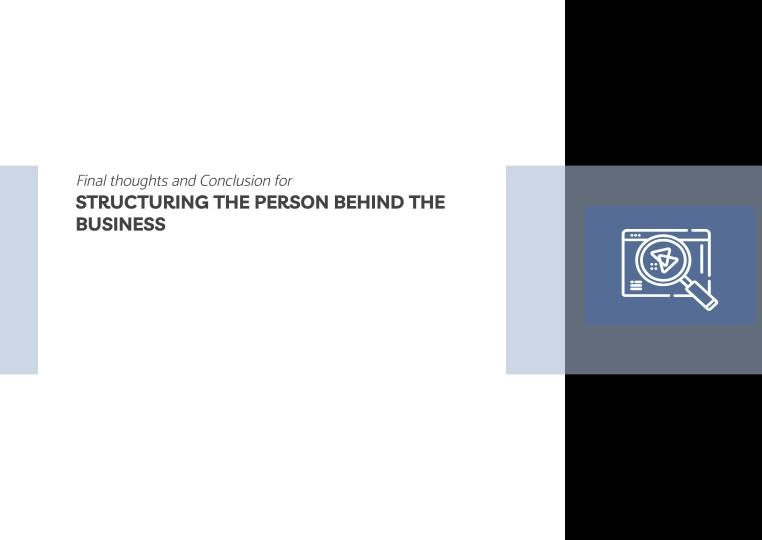 Final thoughts and Conclusion for
STRUCTURING THE PERSON BEHIND THE
BUSINESS